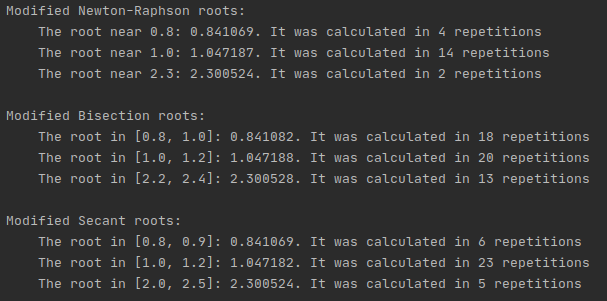 Modified Newton-Raphson roots:
The root near 0.8: 0.841069. It was calculated in 4 repetitions
The root near 1.0: 1.047187. It was calculated in 14 repetitions
The root near 2.3: 2.300524. It was calculated in 2 repetitions
Modified Bisection roots:
The root in [0.8, 1.0]: 0.841082. It was calculated in 18 repetitions
The root in [1.0, 1.2]: 1.047188. It was calculated in 20 repetitions
The root in [2.2, 2.4]: 2.300528. It was calculated in 13 repetitions
Modified Secant roots:
The root in [0.8, 0.9]: 0.841069. It was calculated in 6 repetitions
The root in [1.0, 1.2]: 1.047182. It was calculated in 23 repetitions
The root in [2.0, 2.5]: 2.300524. It was calculated in 5 repetitions